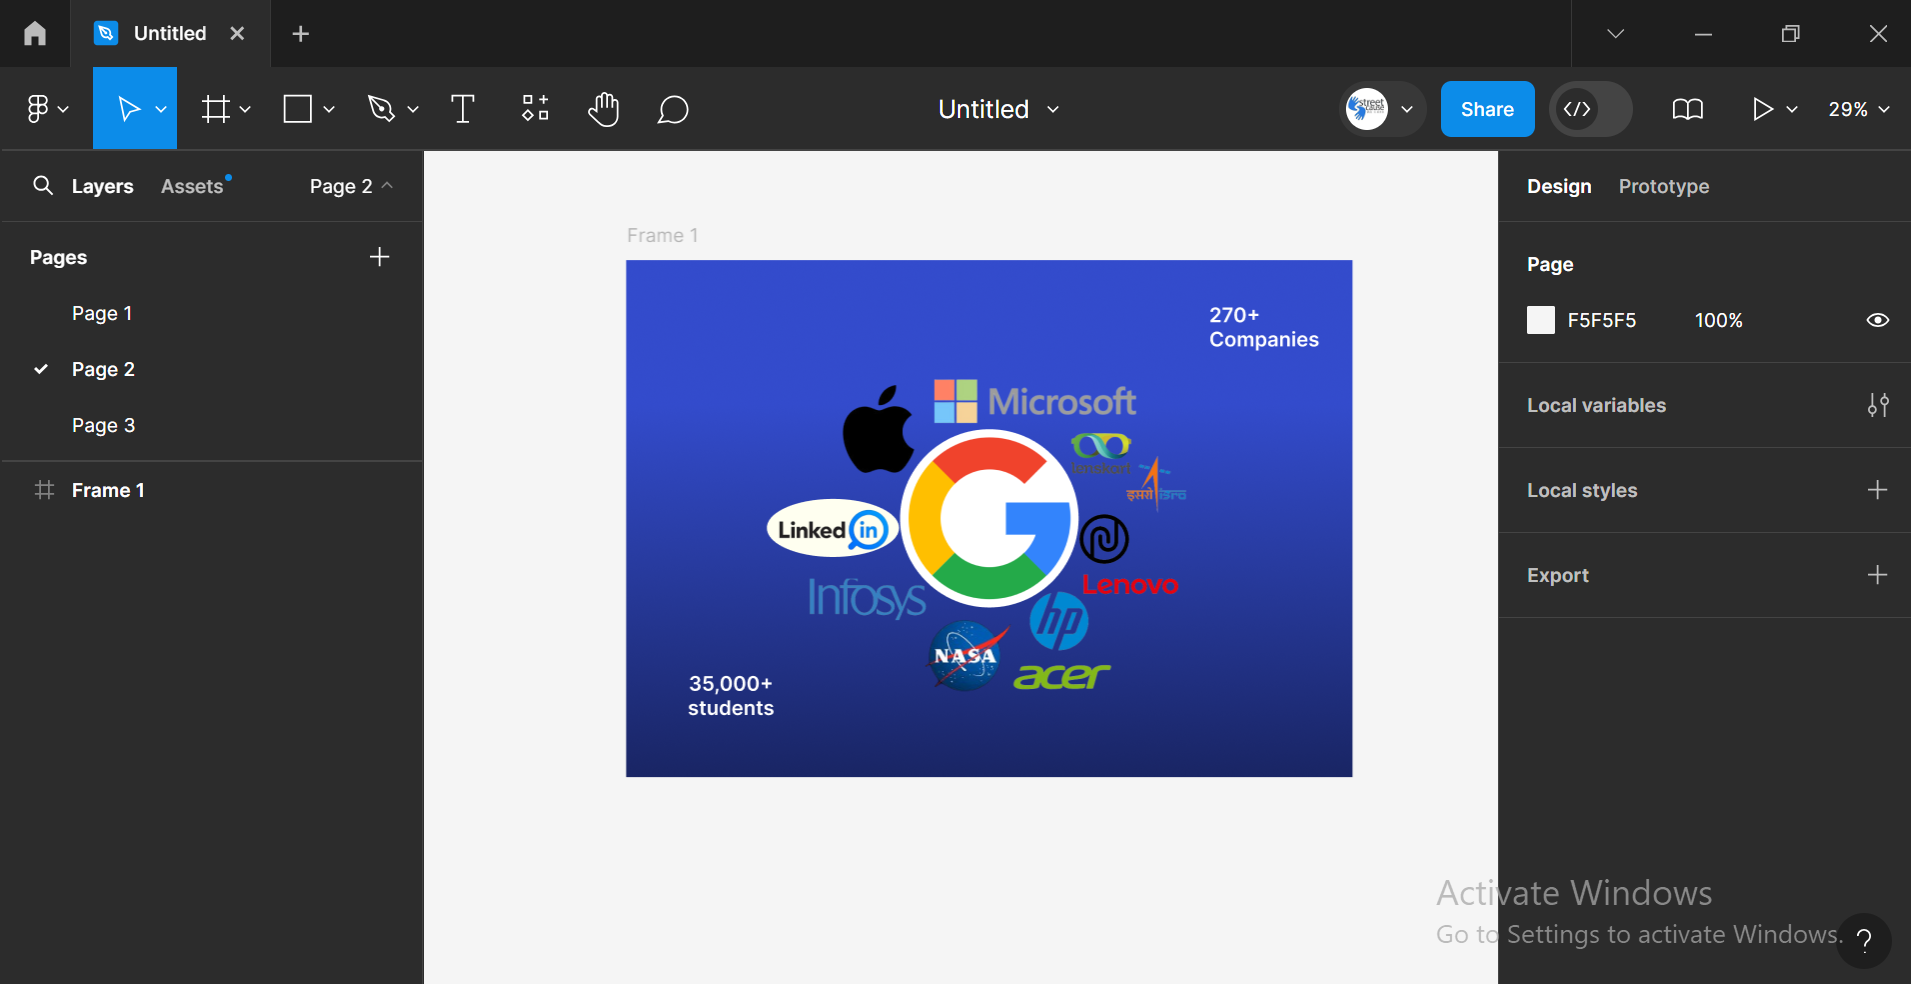 Untitled
Untitled
street
cause
Share
29%
Layers
Assets
Page 2
Design
Prototype
Pages
Page 1
Page 2
Page 3
Frame 1
Frame 1
270+
Companies
Microsoft
lenskart
इसरो isro
Linked in
Lenovo
Infosys
hp
NASA
acer
35,000+
students
Page
F5F5F5
100%
Local variables
Local styles
Export
Activate Windows
Go to Settings to activate Windows.
?